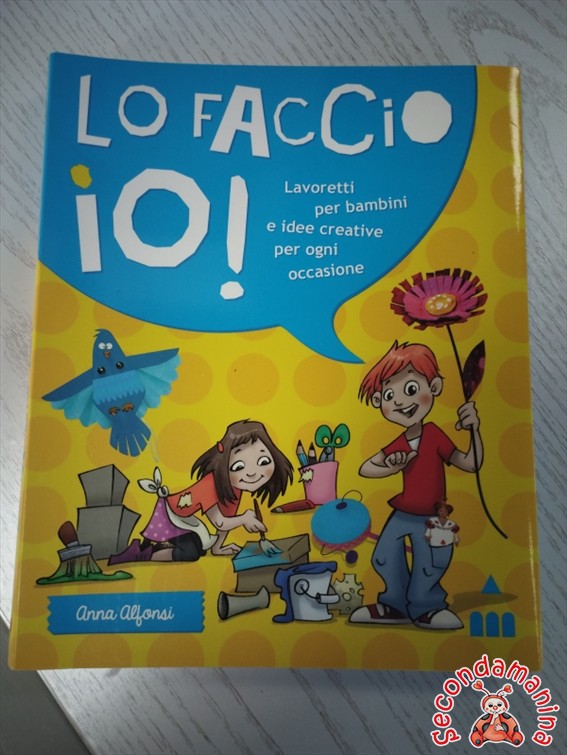 LO FACCiO
iO!
Lavoretti
per bambini
e idee creative
per ogni
occasione
Anna Alfonsi
secondamanina